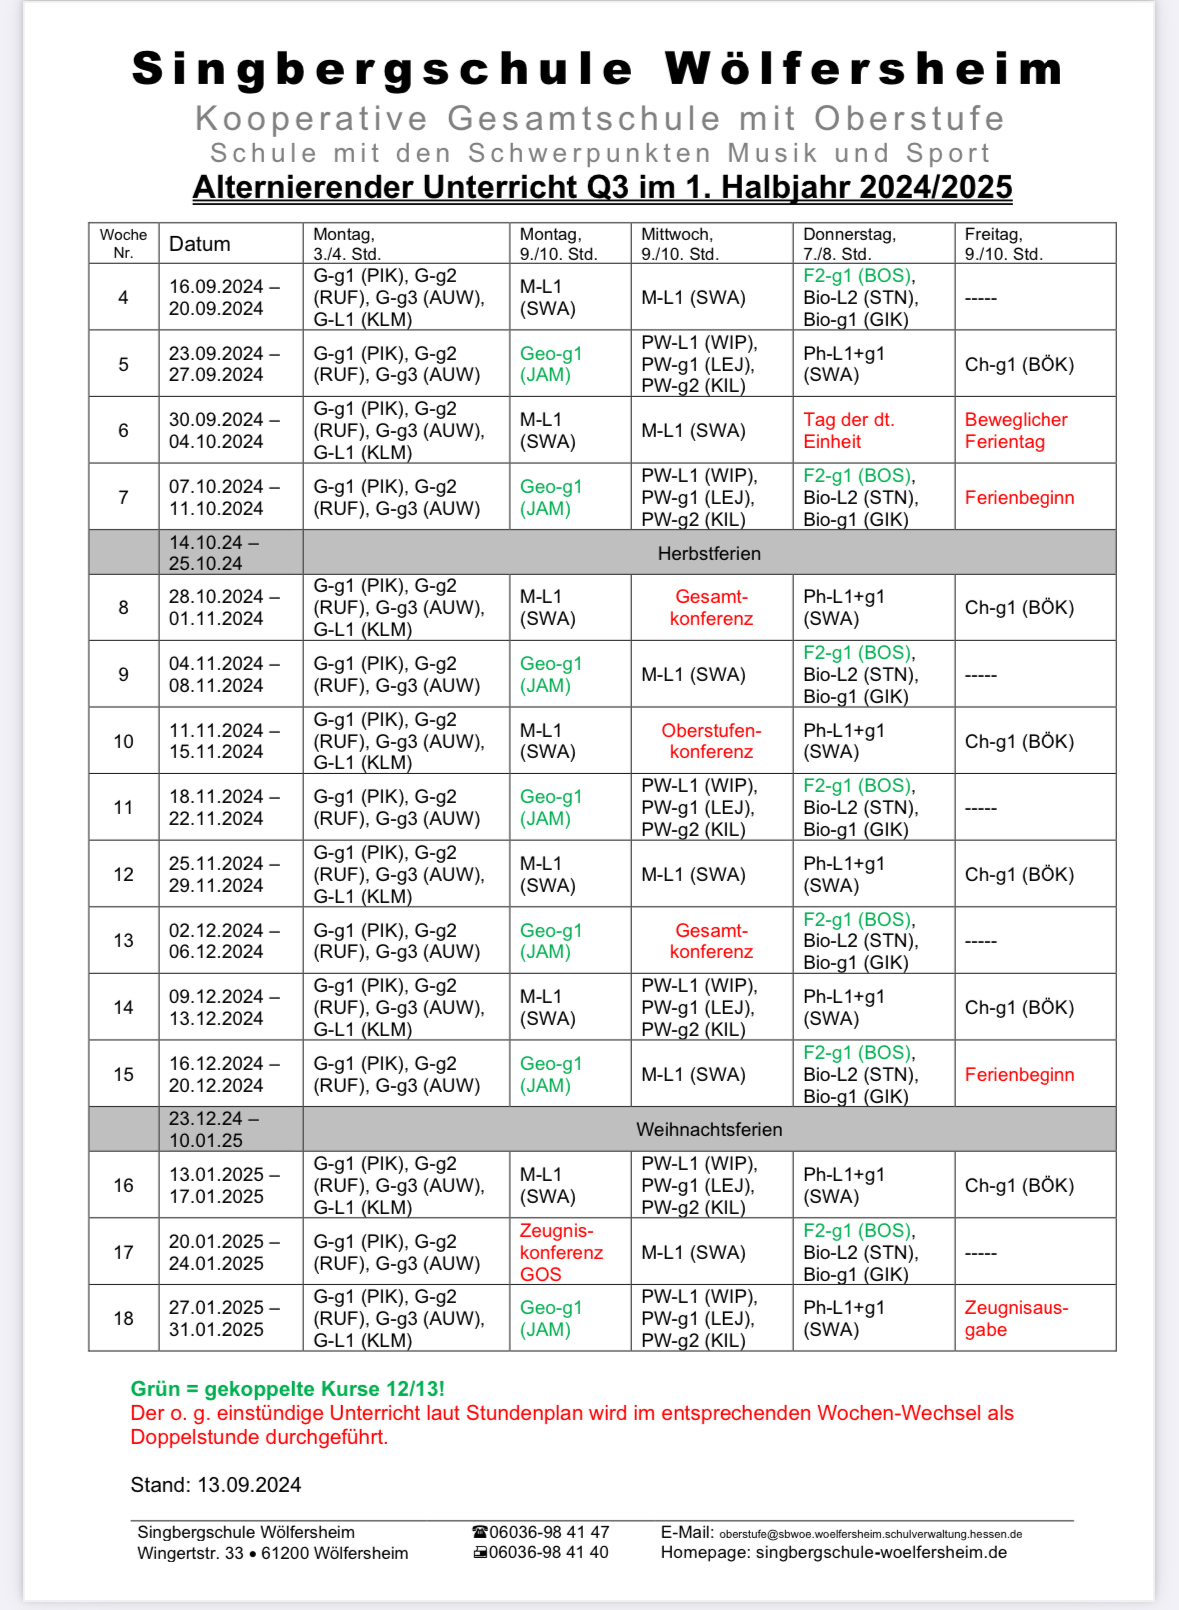 Singbergschule Wölfersheim
Kooperative Gesamtschule mit Oberstufe
Schule mit den Schwerpunkten Musik und Sport
Alternierender Unterricht Q3 im 1. Halbjahr 2024/2025
Woche Nr. | Datum | Montag, 3./4. Std. | Montag, 9./10. Std. | Mittwoch, 9./10. Std. | Donnerstag, 7./8. Std. | Freitag, 9./10. Std.
4 | 16.09.2024 – 20.09.2024 | G-g1 (PIK), G-g2 (RUF), G-g3 (AUW), G-L1 (KLM) | M-L1 (SWA) | M-L1 (SWA) | F2-g1 (BOS), Bio-L2 (STN), Bio-g1 (GIK) | -----
5 | 23.09.2024 – 27.09.2024 | G-g1 (PIK), G-g2 (RUF), G-g3 (AUW) | Geo-g1 (JAM) | PW-L1 (WIP), PW-g1 (LEJ), PW-g2 (KIL) | Ph-L1+g1 (SWA) | Ch-g1 (BÖK)
6 | 30.09.2024 – 04.10.2024 | G-g1 (PIK), G-g2 (RUF), G-g3 (AUW), G-L1 (KLM) | M-L1 (SWA) | M-L1 (SWA) | Tag der dt. Einheit | Beweglicher Ferientag
7 | 07.10.2024 – 11.10.2024 | G-g1 (PIK), G-g2 (RUF), G-g3 (AUW) | Geo-g1 (JAM) | PW-L1 (WIP), PW-g1 (LEJ), PW-g2 (KIL) | F2-g1 (BOS), Bio-L2 (STN), Bio-g1 (GIK) | Ferienbeginn
14.10.24 – 25.10.24 | Herbstferien
8 | 28.10.2024 – 01.11.2024 | G-g1 (PIK), G-g2 (RUF), G-g3 (AUW), G-L1 (KLM) | M-L1 (SWA) | Gesamt-konferenz | Ph-L1+g1 (SWA) | Ch-g1 (BÖK)
9 | 04.11.2024 – 08.11.2024 | G-g1 (PIK), G-g2 (RUF), G-g3 (AUW) | Geo-g1 (JAM) | M-L1 (SWA) | F2-g1 (BOS), Bio-L2 (STN), Bio-g1 (GIK) | -----
10 | 11.11.2024 – 15.11.2024 | G-g1 (PIK), G-g2 (RUF), G-g3 (AUW), G-L1 (KLM) | M-L1 (SWA) | Oberstufen-konferenz | Ph-L1+g1 (SWA) | Ch-g1 (BÖK)
11 | 18.11.2024 – 22.11.2024 | G-g1 (PIK), G-g2 (RUF), G-g3 (AUW) | Geo-g1 (JAM) | PW-L1 (WIP), PW-g1 (LEJ), PW-g2 (KIL) | F2-g1 (BOS), Bio-L2 (STN), Bio-g1 (GIK) | -----
12 | 25.11.2024 – 29.11.2024 | G-g1 (PIK), G-g2 (RUF), G-g3 (AUW), G-L1 (KLM) | M-L1 (SWA) | M-L1 (SWA) | Ph-L1+g1 (SWA) | Ch-g1 (BÖK)
13 | 02.12.2024 – 06.12.2024 | G-g1 (PIK), G-g2 (RUF), G-g3 (AUW) | Geo-g1 (JAM) | Gesamt-konferenz | F2-g1 (BOS), Bio-L2 (STN), Bio-g1 (GIK) | -----
14 | 09.12.2024 – 13.12.2024 | G-g1 (PIK), G-g2 (RUF), G-g3 (AUW), G-L1 (KLM) | M-L1 (SWA) | PW-L1 (WIP), PW-g1 (LEJ), PW-g2 (KIL) | Ph-L1+g1 (SWA) | Ch-g1 (BÖK)
15 | 16.12.2024 – 20.12.2024 | G-g1 (PIK), G-g2 (RUF), G-g3 (AUW) | Geo-g1 (JAM) | M-L1 (SWA) | F2-g1 (BOS), Bio-L2 (STN), Bio-g1 (GIK) | Ferienbeginn
23.12.24 – 10.01.25 | Weihnachtsferien
16 | 13.01.2025 – 17.01.2025 | G-g1 (PIK), G-g2 (RUF), G-g3 (AUW), G-L1 (KLM) | M-L1 (SWA) | PW-L1 (WIP), PW-g1 (LEJ), PW-g2 (KIL) | Ph-L1+g1 (SWA) | Ch-g1 (BÖK)
17 | 20.01.2025 – 24.01.2025 | G-g1 (PIK), G-g2 (RUF), G-g3 (AUW) | Zeugnis-konferenz GOS | M-L1 (SWA) | F2-g1 (BOS), Bio-L2 (STN), Bio-g1 (GIK) | -----
18 | 27.01.2025 – 31.01.2025 | G-g1 (PIK), G-g2 (RUF), G-g3 (AUW), G-L1 (KLM) | Geo-g1 (JAM) | PW-L1 (WIP), PW-g1 (LEJ), PW-g2 (KIL) | Ph-L1+g1 (SWA) | Zeugnisaus-gabe
Grün = gekoppelte Kurse 12/13!
Der o. g. einstündige Unterricht laut Stundenplan wird im entsprechenden Wochen-Wechsel als
Doppelstunde durchgeführt.
Stand: 13.09.2024
Singbergschule Wölfersheim ☎06036-98 41 47 E-Mail: oberstufe@sbwoe.woelfersheim.schulverwaltung.hessen.de
Wingertstr. 33 • 61200 Wölfersheim 06036-98 41 40 Homepage: singbergschule-woelfersheim.de